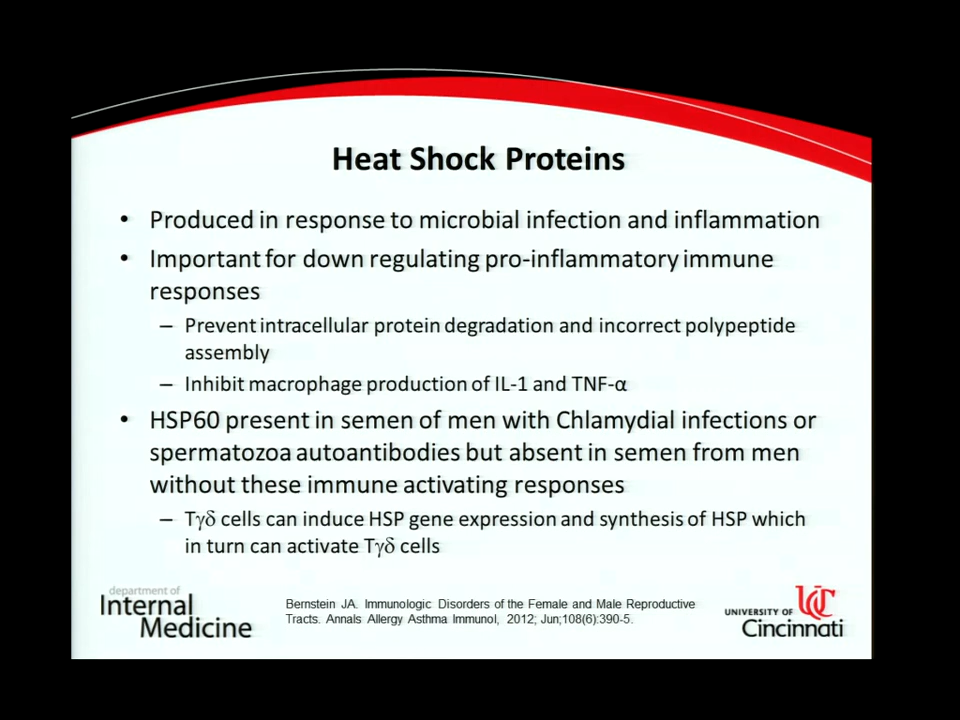 Heat Shock Proteins
• Produced in response to microbial infection and inflammation
• Important for down regulating pro-inflammatory immune
responses
– Prevent intracellular protein degradation and incorrect polypeptide
assembly
– Inhibit macrophage production of IL-1 and TNF-α
• HSP60 present in semen of men with Chlamydial infections or
spermatozoa autoantibodies but absent in semen from men
without these immune activating responses
– Tγδ cells can induce HSP gene expression and synthesis of HSP which
in turn can activate Tγδ cells
department of
Internal
Medicine
Bernstein JA. Immunologic Disorders of the Female and Male Reproductive
Tracts. Annals Allergy Asthma Immunol, 2012; Jun;108(6):390-5.
UC
UNIVERSITY OF
Cincinnati